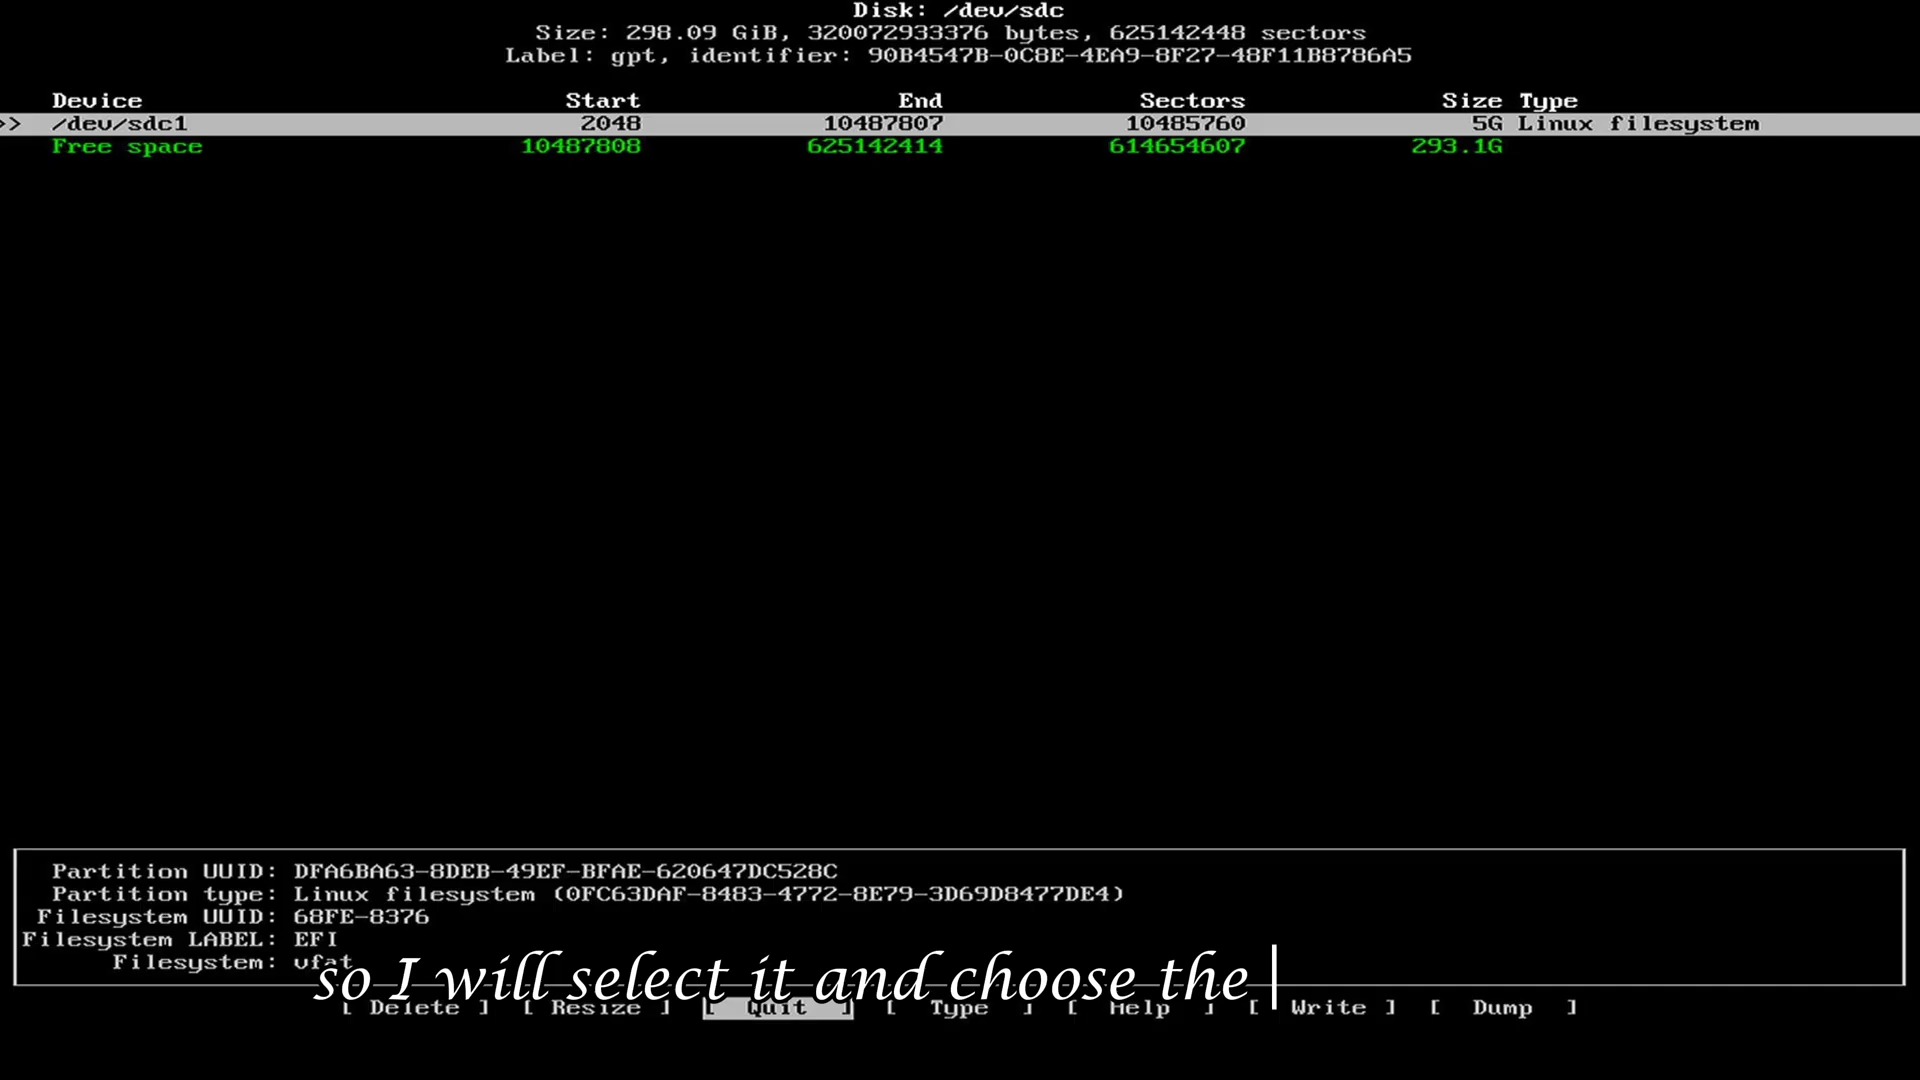 Disk: /dev/sdc
Size: 298.09 GiB, 320072933376 bytes, 625142448 sectors
Label: gpt, identifier: 90B4547B-0C8E-4EA9-8F27-48F11B8786A5
Device Start End Sectors Size Type
>> /dev/sdc1 2048 10487807 10485760 5G Linux filesystem
Free space 10487808 625142414 614654607 293.1G
Partition UUID: DFA6BA63-8DEB-49EF-BFAE-620647DC528C
Partition type: Linux filesystem (0FC63DAF-8483-4772-8E79-3D69D8477DE4)
Filesystem UUID: 68FE-8376
Filesystem LABEL: EFI
Filesystem: vfat
so I will select it and choose the
[ Delete ] [ Resize ] [ Quit ] [ Type ] [ Help ] [ Write ] [ Dump ]